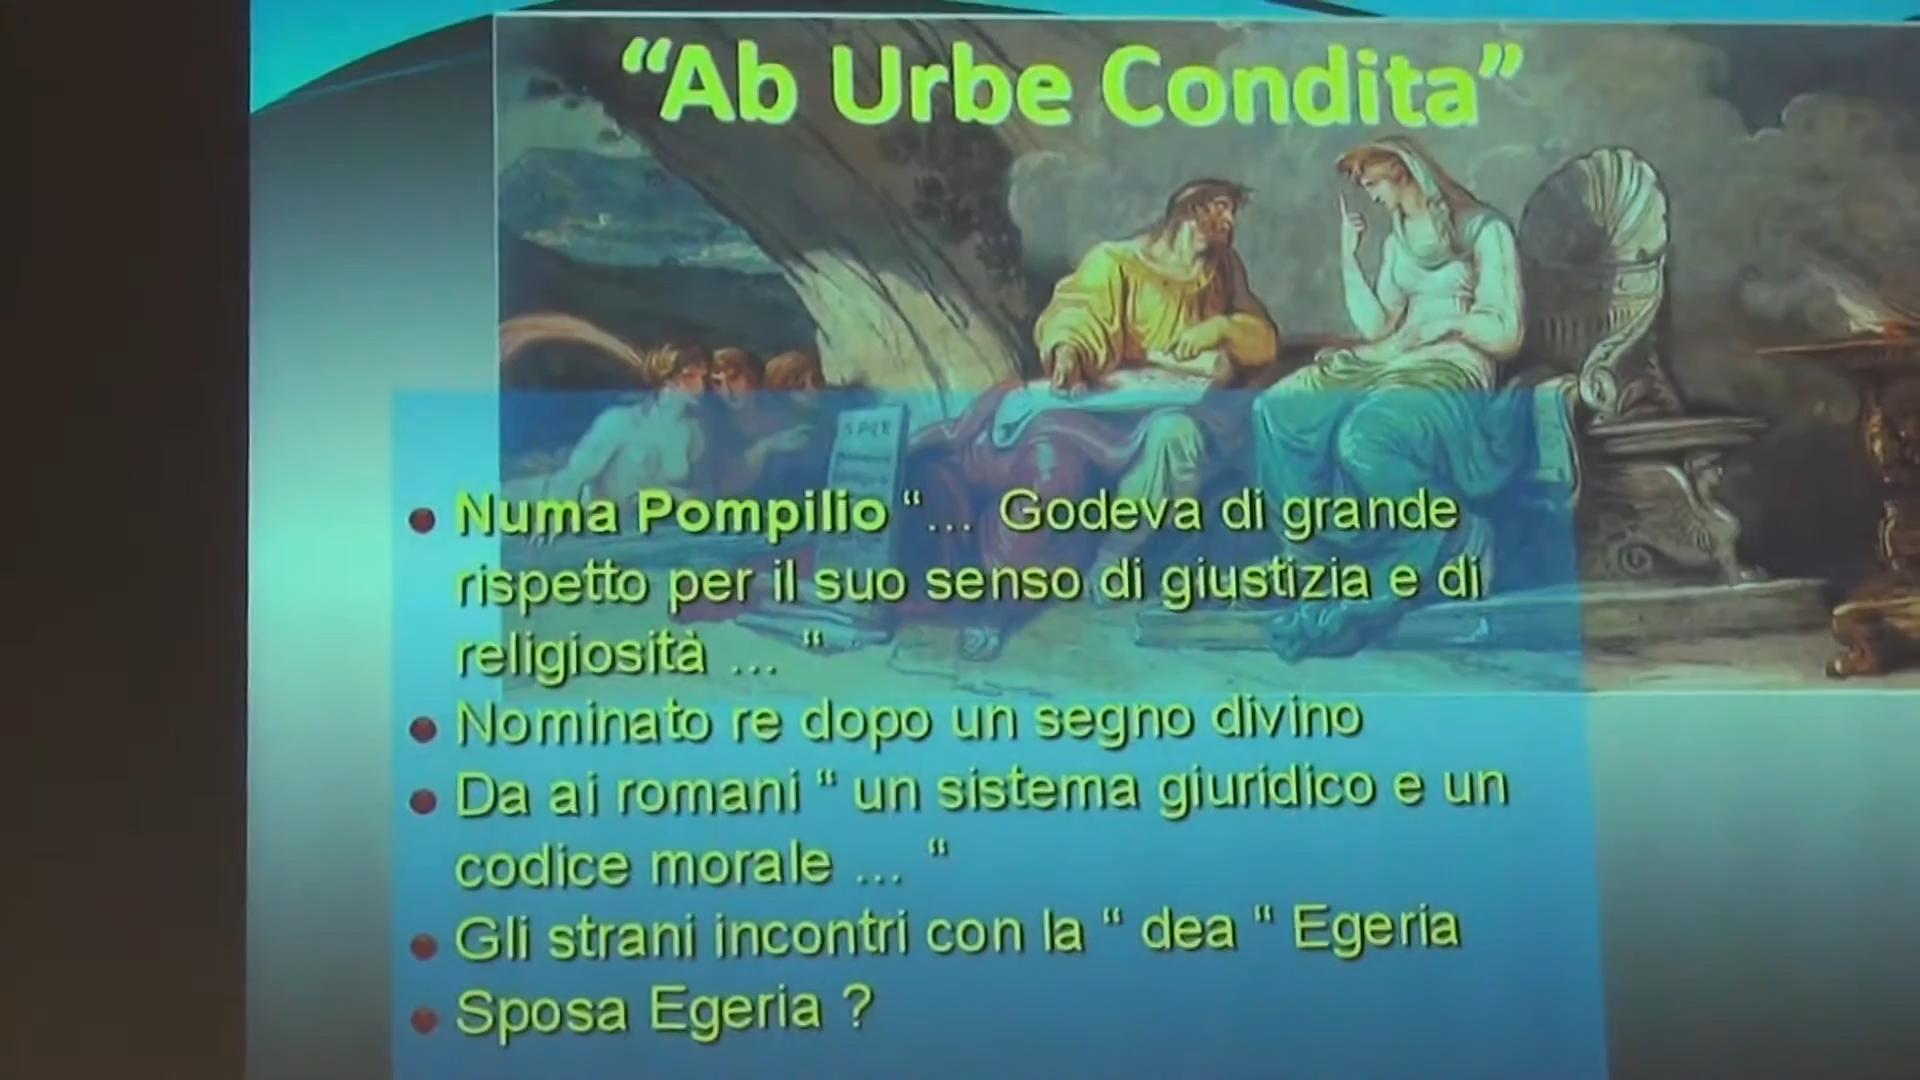 “Ab Urbe Condita”
Numa Pompilio “... Godeva di grande
rispetto per il suo senso di giustizia e di
religiosità ... “
Nominato re dopo un segno divino
Da ai romani “ un sistema giuridico e un
codice morale ... “
Gli strani incontri con la “ dea “ Egeria
Sposa Egeria ?